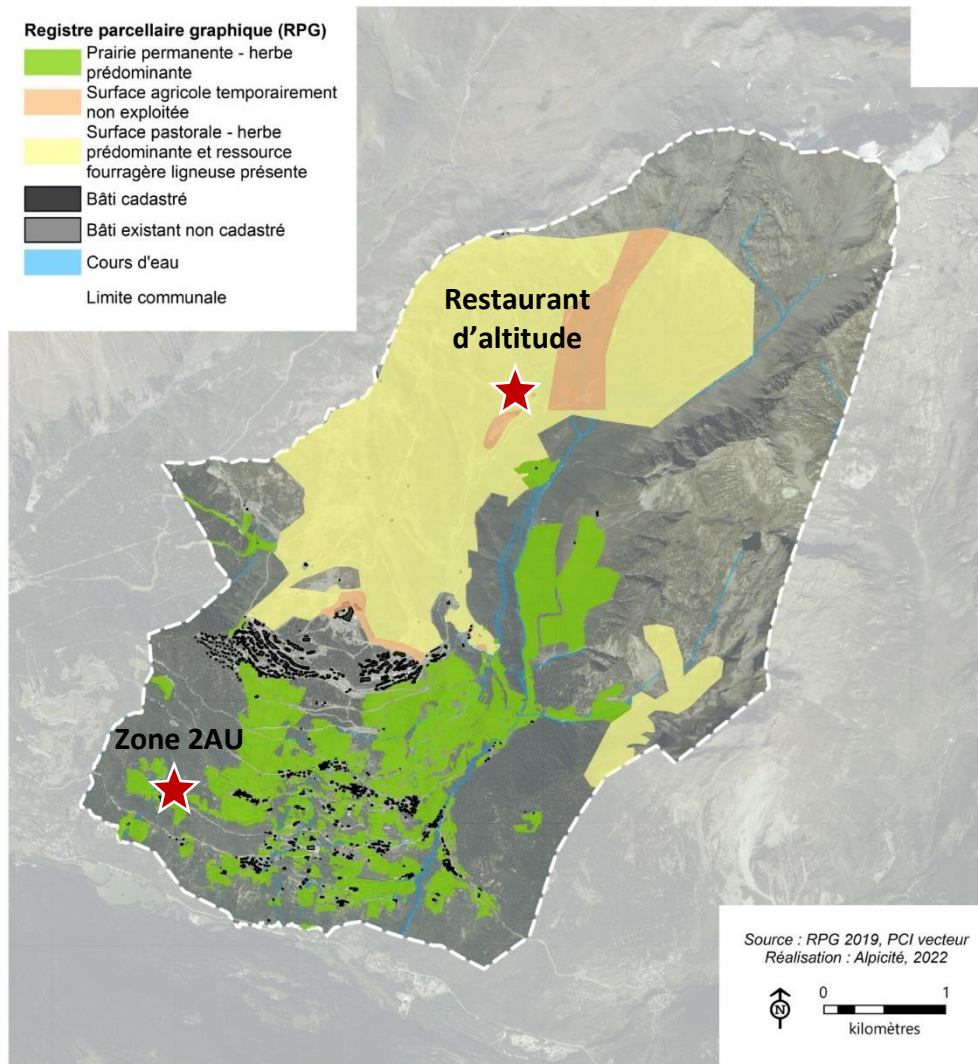 Registre parcellaire graphique (RPG)
Prairie permanente - herbe
prédominante
Surface agricole temporairement
non exploitée
Surface pastorale - herbe
prédominante et ressource
fourragère ligneuse présente
Bâti cadastré
Bâti existant non cadastré
Cours d'eau
Limite communale
Restaurant
d’altitude
Zone 2AU
Source : RPG 2019, PCI vecteur
Réalisation : Alpicité, 2022
N
0 1
kilomètres